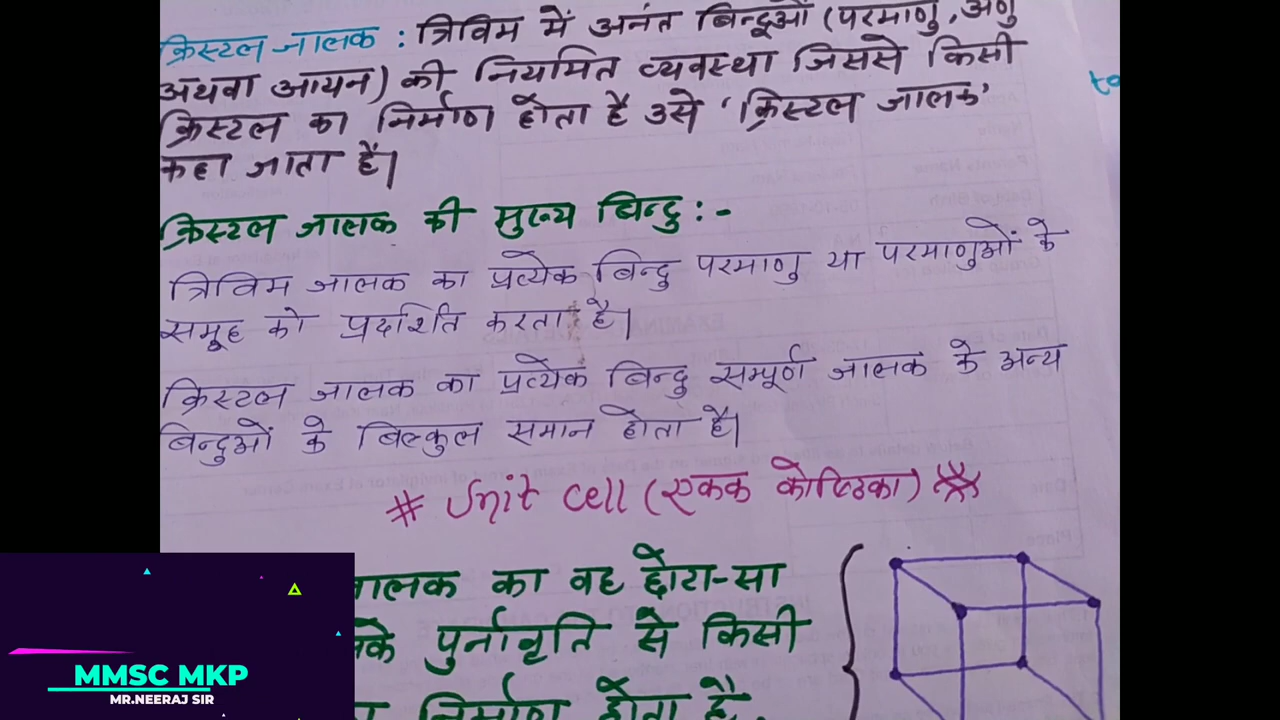 क्रिस्टल जालक : त्रिविम में अनंत बिन्दूओं (परमाणु, अणु
अथवा आयन) की नियमित व्यवस्था जिससे किसी
क्रिस्टल का निर्माण होता है उसे 'क्रिस्टल जालक'
कहा जाता है।
क्रिस्टल जालक की मुख्य बिन्दु :-
त्रिविम जालक का प्रत्येक बिन्दु परमाणु या परमाणुओं के
समूह को प्रदर्शित करता है।
क्रिस्टल जालक का प्रत्येक बिन्दु सम्पूर्ण जालक के अन्य
बिन्दुओं के बिल्कुल समान होता है।
# Unit cell (एकक कोष्ठिका)
जालक का वह छोटा-सा
पुर्नावृति से किसी
निर्माण होता है.
MMSC MKP
MR.NEERAJ SIR